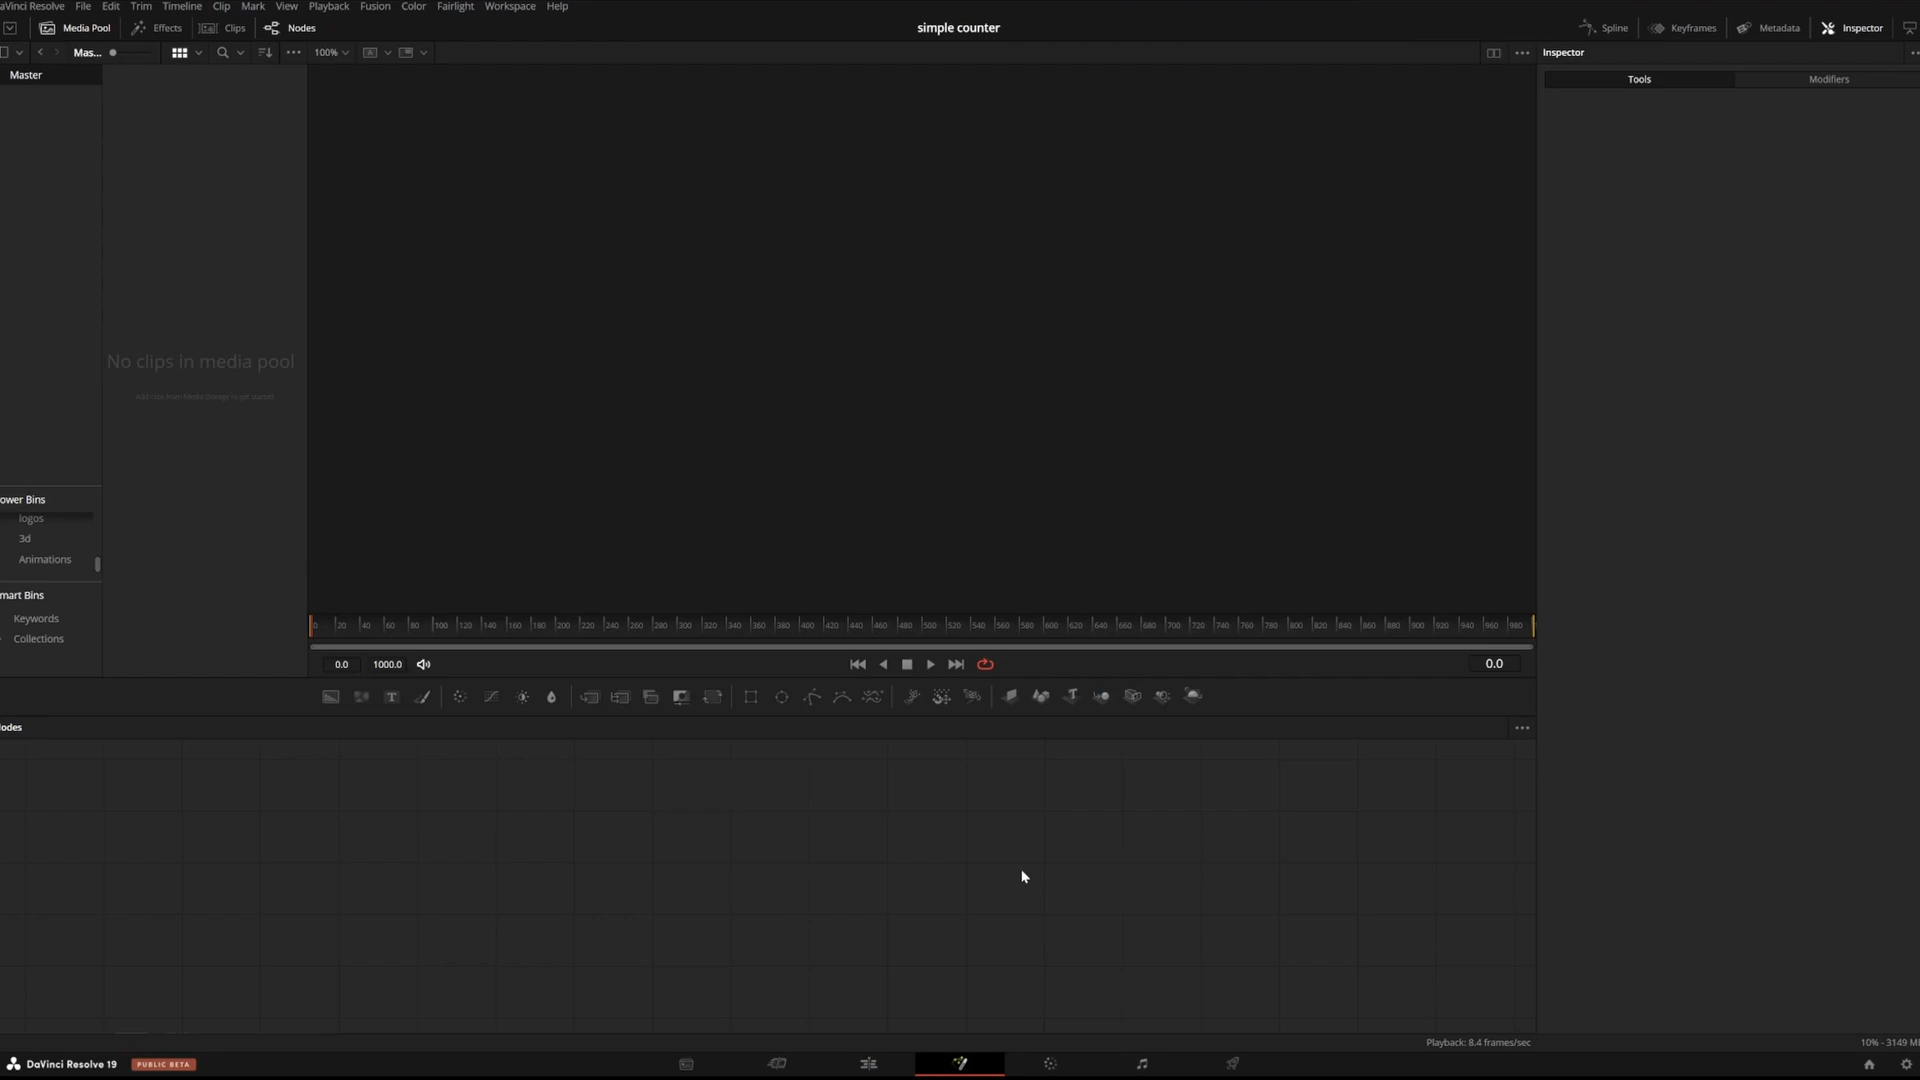 aVinci Resolve File Edit Trim Timeline Clip Mark View Playback Fusion Color Fairlight Workspace Help
Media Pool Effects Clips Nodes simple counter Spline Keyframes Metadata Inspector
Mas... 100% Inspector
Master Tools Modifiers
No clips in media pool
Add clips from Media Storage to get started
ower Bins
logos
3d
Animations
mart Bins
Keywords
Collections
0 20 40 60 80 100 120 140 160 180 200 220 240 260 280 300 320 340 360 380 400 420 440 460 480 500 520 540 560 580 600 620 640 660 680 700 720 740 760 780 800 820 840 860 880 900 920 940 960 980
0.0 1000.0 0.0
lodes
Playback: 8.4 frames/sec 10% - 3149 M
DaVinci Resolve 19 PUBLIC BETA